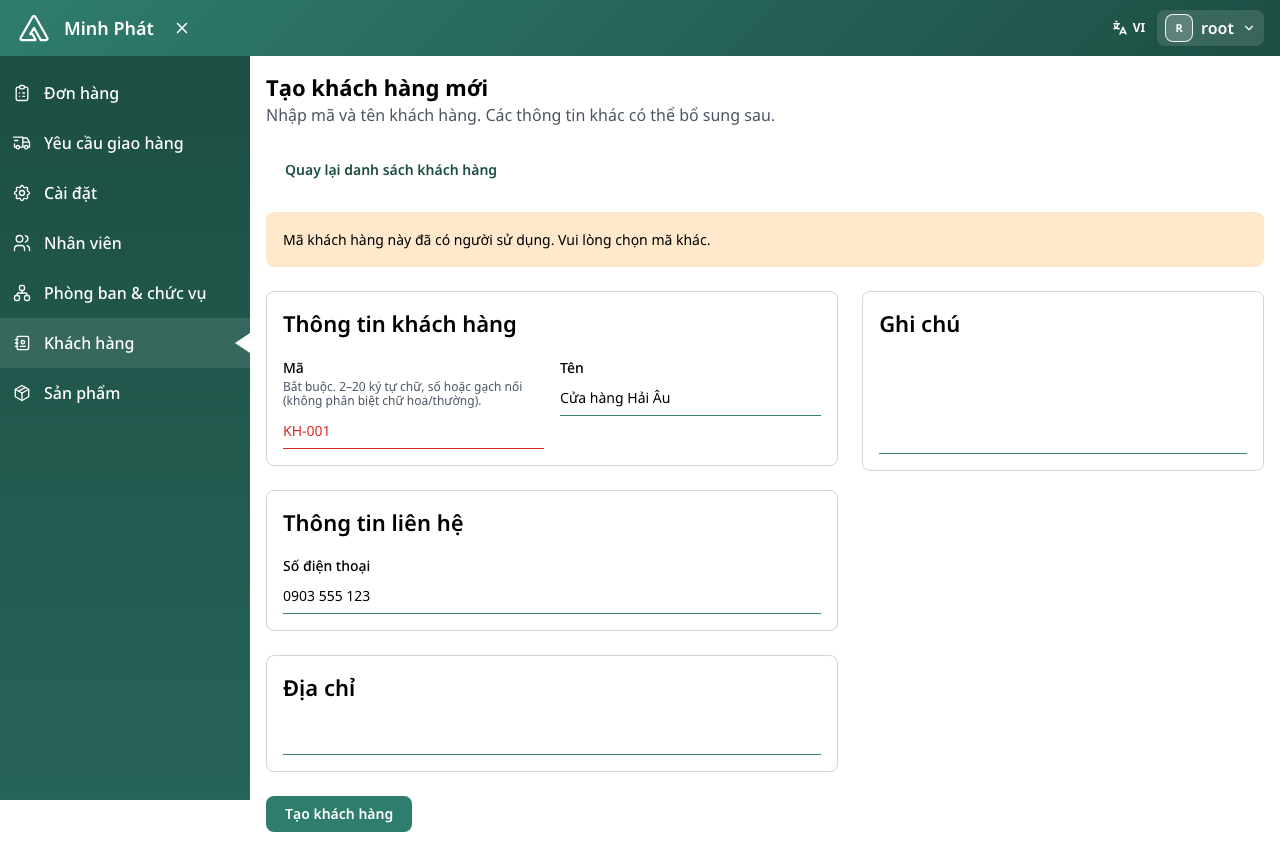 Minh Phát
VI
R
root
Đơn hàng
Yêu cầu giao hàng
Cài đặt
Nhân viên
Phòng ban & chức vụ
Khách hàng
Sản phẩm
Tạo khách hàng mới
Nhập mã và tên khách hàng. Các thông tin khác có thể bổ sung sau.
Quay lại danh sách khách hàng
Mã khách hàng này đã có người sử dụng. Vui lòng chọn mã khác.
Thông tin khách hàng
Mã
Bắt buộc. 2–20 ký tự chữ, số hoặc gạch nối
(không phân biệt chữ hoa/thường).
KH-001
Tên
Cửa hàng Hải Âu
Ghi chú
Thông tin liên hệ
Số điện thoại
0903 555 123
Địa chỉ
Tạo khách hàng